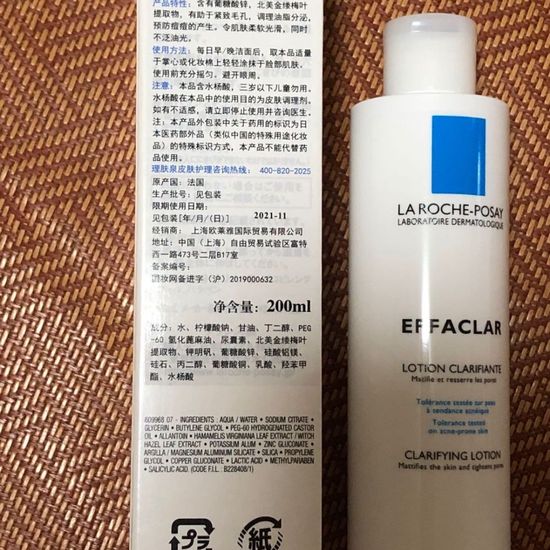 产品特性：含有葡糖酸锌，北美金缕梅叶
提取物，有助于紧致毛孔，调理油脂分泌，
预防痘痘的产生。令肌肤柔软光滑，同时
不泛油光。
使用方法：每日早/晚洁面后，取本品适量
于掌心或化妆棉上轻轻涂抹于脸部肌肤。
使用前充分摇匀。避开眼周。
注意：本品含水杨酸，三岁以下儿童勿用。
水杨酸在本品中的使用目的为皮肤调理剂。
如有不适感，请立即停止使用并咨询医生。
注：本产品外包装中关于药用的标识为日
本医药部外品（类似中国的特殊用途化妆
品）的特殊标识方式，本产品不能代替药
品使用。
理肤泉皮肤护理咨询热线：400-820-2025
原产国：法国
生产批号：见包装
限期使用日期：
见包装[年/月/(日)] 2021-11
经销商：上海欧莱雅国际贸易有限公司
地址：中国（上海）自由贸易试验区富特
西一路473号二层B17室
备案编号：
国妆网备进字（沪）2019000632
净含量：200ml
成分：水、柠檬酸钠、甘油、丁二醇、PEG
-60 氢化蓖麻油、尿囊素、北美金缕梅叶
提取物、钾明矾、葡糖酸锌、硅酸铝镁、
硅石、丙二醇、葡糖酸铜、乳酸、羟苯甲
酯、水杨酸
609968 07 - INGREDIENTS : AQUA / WATER • SODIUM CITRATE •
GLYCERIN • BUTYLENE GLYCOL • PEG-60 HYDROGENATED CASTOR
OIL • ALLANTOIN • HAMAMELIS VIRGINIANA LEAF EXTRACT / WITCH
HAZEL LEAF EXTRACT • POTASSIUM ALUM • ZINC GLUCONATE •
ARGILLA / MAGNESIUM ALUMINUM SILICATE • SILICA • PROPYLENE
GLYCOL • COPPER GLUCONATE • LACTIC ACID • METHYLPARABEN
• SALICYLIC ACID. (CODE F.I.L. : B228408/1)
プラ
紙
LA ROCHE-POSAY
LABORATOIRE DERMATOLOGIQUE
EFFACLAR
LOTION CLARIFIANTE
Matifie et resserre les pores
Tolérance testée sur peau
à tendance acnéique
Tolerance tested
on acne-prone skin
CLARIFYING LOTION
Mattifies the skin and tightens pores